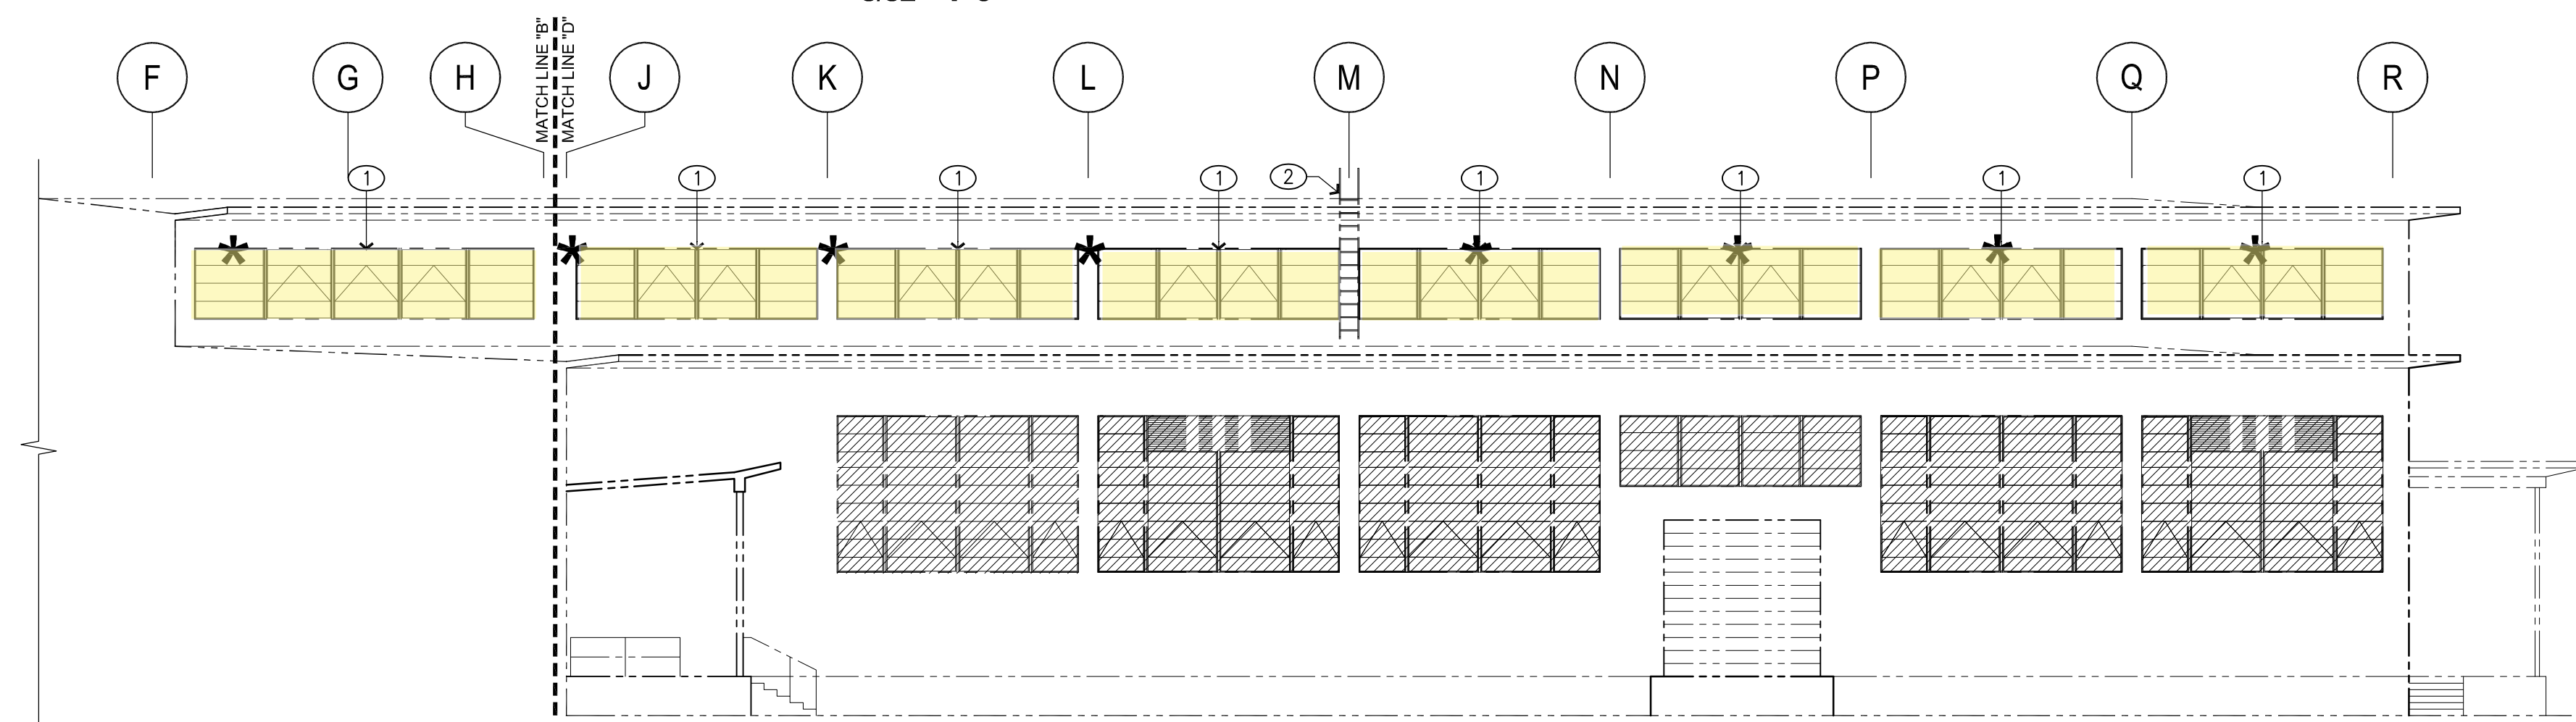 F G H J K L M N P Q R
MATCH LINE "B"
MATCH LINE "D"
1 1 1 1 2 1 1 1 1